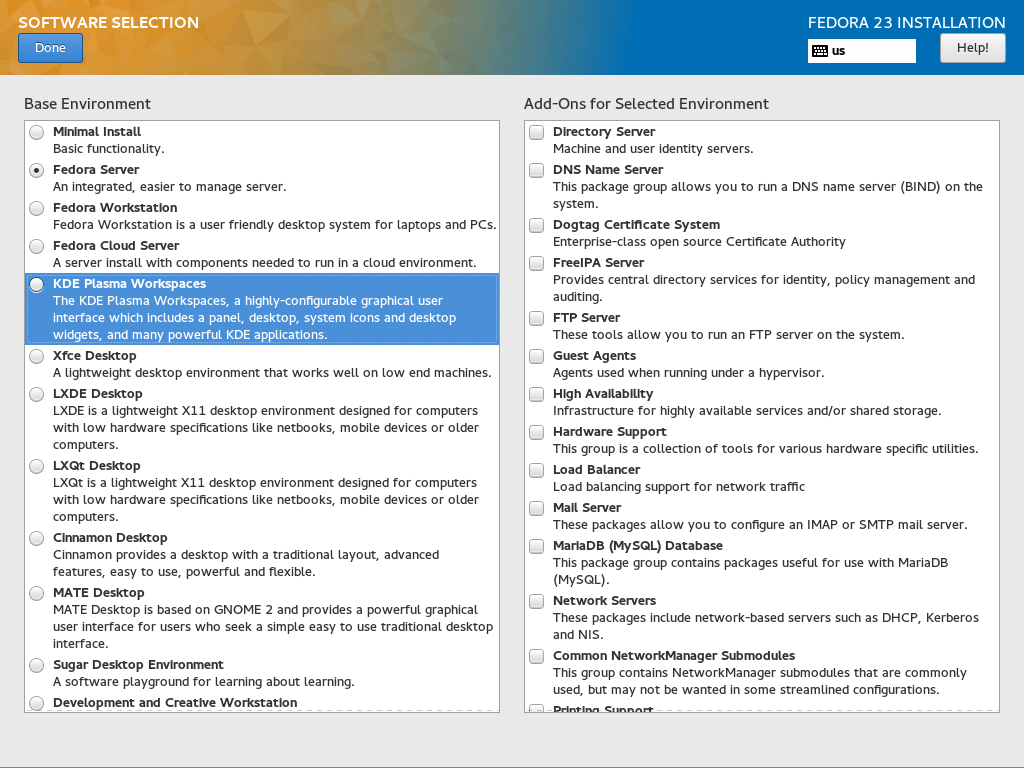 SOFTWARE SELECTION
FEDORA 23 INSTALLATION
Done
us
Help!
Base Environment
Minimal Install
Basic functionality.
Fedora Server
An integrated, easier to manage server.
Fedora Workstation
Fedora Workstation is a user friendly desktop system for laptops and PCs.
Fedora Cloud Server
A server install with components needed to run in a cloud environment.
KDE Plasma Workspaces
The KDE Plasma Workspaces, a highly-configurable graphical user
interface which includes a panel, desktop, system icons and desktop
widgets, and many powerful KDE applications.
Xfce Desktop
A lightweight desktop environment that works well on low end machines.
LXDE Desktop
LXDE is a lightweight X11 desktop environment designed for computers
with low hardware specifications like netbooks, mobile devices or older
computers.
LXQt Desktop
LXQt is a lightweight X11 desktop environment designed for computers
with low hardware specifications like netbooks, mobile devices or older
computers.
Cinnamon Desktop
Cinnamon provides a desktop with a traditional layout, advanced
features, easy to use, powerful and flexible.
MATE Desktop
MATE Desktop is based on GNOME 2 and provides a powerful graphical
user interface for users who seek a simple easy to use traditional desktop
interface.
Sugar Desktop Environment
A software playground for learning about learning.
Development and Creative Workstation
Add-Ons for Selected Environment
Directory Server
Machine and user identity servers.
DNS Name Server
This package group allows you to run a DNS name server (BIND) on the
system.
Dogtag Certificate System
Enterprise-class open source Certificate Authority
FreeIPA Server
Provides central directory services for identity, policy management and
auditing.
FTP Server
These tools allow you to run an FTP server on the system.
Guest Agents
Agents used when running under a hypervisor.
High Availability
Infrastructure for highly available services and/or shared storage.
Hardware Support
This group is a collection of tools for various hardware specific utilities.
Load Balancer
Load balancing support for network traffic
Mail Server
These packages allow you to configure an IMAP or SMTP mail server.
MariaDB (MySQL) Database
This package group contains packages useful for use with MariaDB
(MySQL).
Network Servers
These packages include network-based servers such as DHCP, Kerberos
and NIS.
Common NetworkManager Submodules
This group contains NetworkManager submodules that are commonly
used, but may not be wanted in some streamlined configurations.
Printing Support